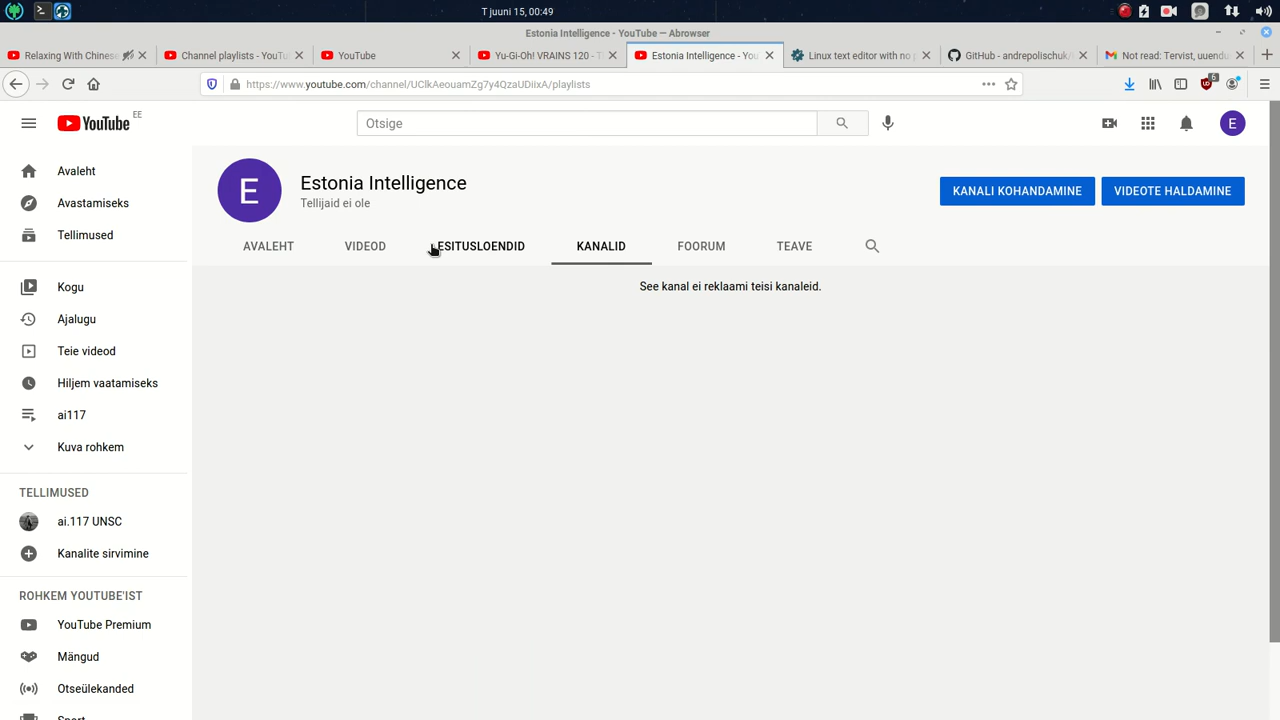 T juuni 15, 00:49
Estonia Intelligence - YouTube — Abrowser
Relaxing With Chines
Channel playlists - YouTu
YouTube
Yu-Gi-Oh! VRAINS 120 - T
Estonia Intelligence - You
Linux text editor with no
GitHub - andrepolischuk/
Not read: Tervist, uuendu
https://www.youtube.com/channel/UClkAeouamZg7y4QzaUDiixA/playlists
6
YouTube EE
Otsige
E
Avaleht
Avastamiseks
Tellimused
Kogu
Ajalugu
Teie videod
Hiljem vaatamiseks
ai117
Kuva rohkem
TELLIMUSED
ai.117 UNSC
Kanalite sirvimine
ROHKEM YOUTUBE'IST
YouTube Premium
Mängud
Otseülekanded
Sport
E
Estonia Intelligence
Tellijaid ei ole
KANALI KOHANDAMINE
VIDEOTE HALDAMINE
AVALEHT
VIDEOD
ESITUSLOENDID
KANALID
FOORUM
TEAVE
See kanal ei reklaami teisi kanaleid.